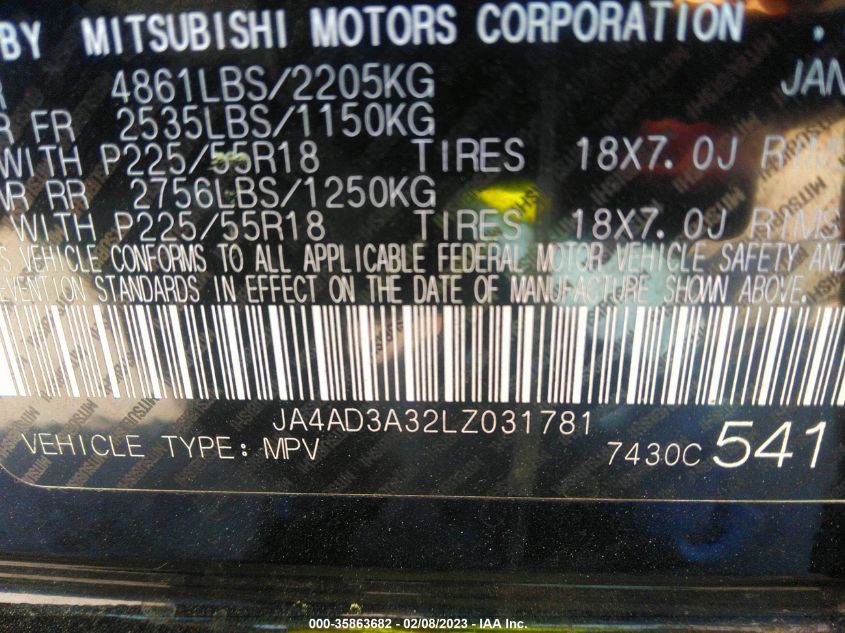 BY MITSUBISHI MOTORS CORPORATION
4861LBS/2205KG JAN
FR 2535LBS/1150KG
WITH P225/55R18 TIRES 18X7.0J RIMS
RR 2756LBS/1250KG
WITH P225/55R18 TIRES 18X7.0J RIMS
VEHICLE CONFORMS TO ALL APPLICABLE FEDERAL MOTOR VEHICLE SAFETY AND
EVENTION STANDARDS IN EFFECT ON THE DATE OF MANUFACTURE SHOWN ABOVE.
JA4AD3A32LZ031781
VEHICLE TYPE: MPV 7430C 541
000-35863682 - 02/08/2023 - IAA Inc.